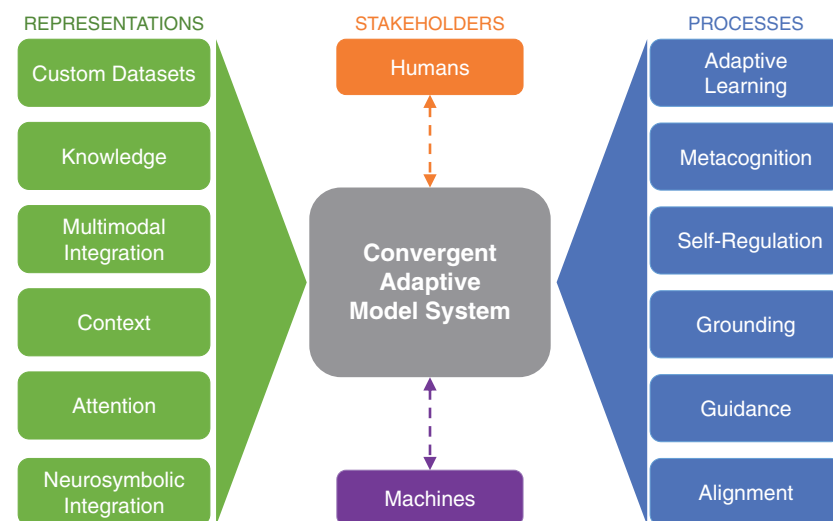 REPRESENTATIONS
Custom Datasets
Knowledge
Multimodal
Integration
Context
Attention
Neurosymbolic
Integration
STAKEHOLDERS
Humans
Convergent
Adaptive
Model System
Machines
PROCESSES
Adaptive
Learning
Metacognition
Self-Regulation
Grounding
Guidance
Alignment